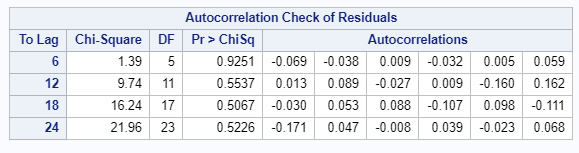 Autocorrelation Check of Residuals
To Lag Chi-Square DF Pr > ChiSq Autocorrelations
6 1.39 5 0.9251 -0.069 -0.038 0.009 -0.032 0.005 0.059
12 9.74 11 0.5537 0.013 0.089 -0.027 0.009 -0.160 0.162
18 16.24 17 0.5067 -0.030 0.053 0.088 -0.107 0.098 -0.111
24 21.96 23 0.5226 -0.171 0.047 -0.008 0.039 -0.023 0.068